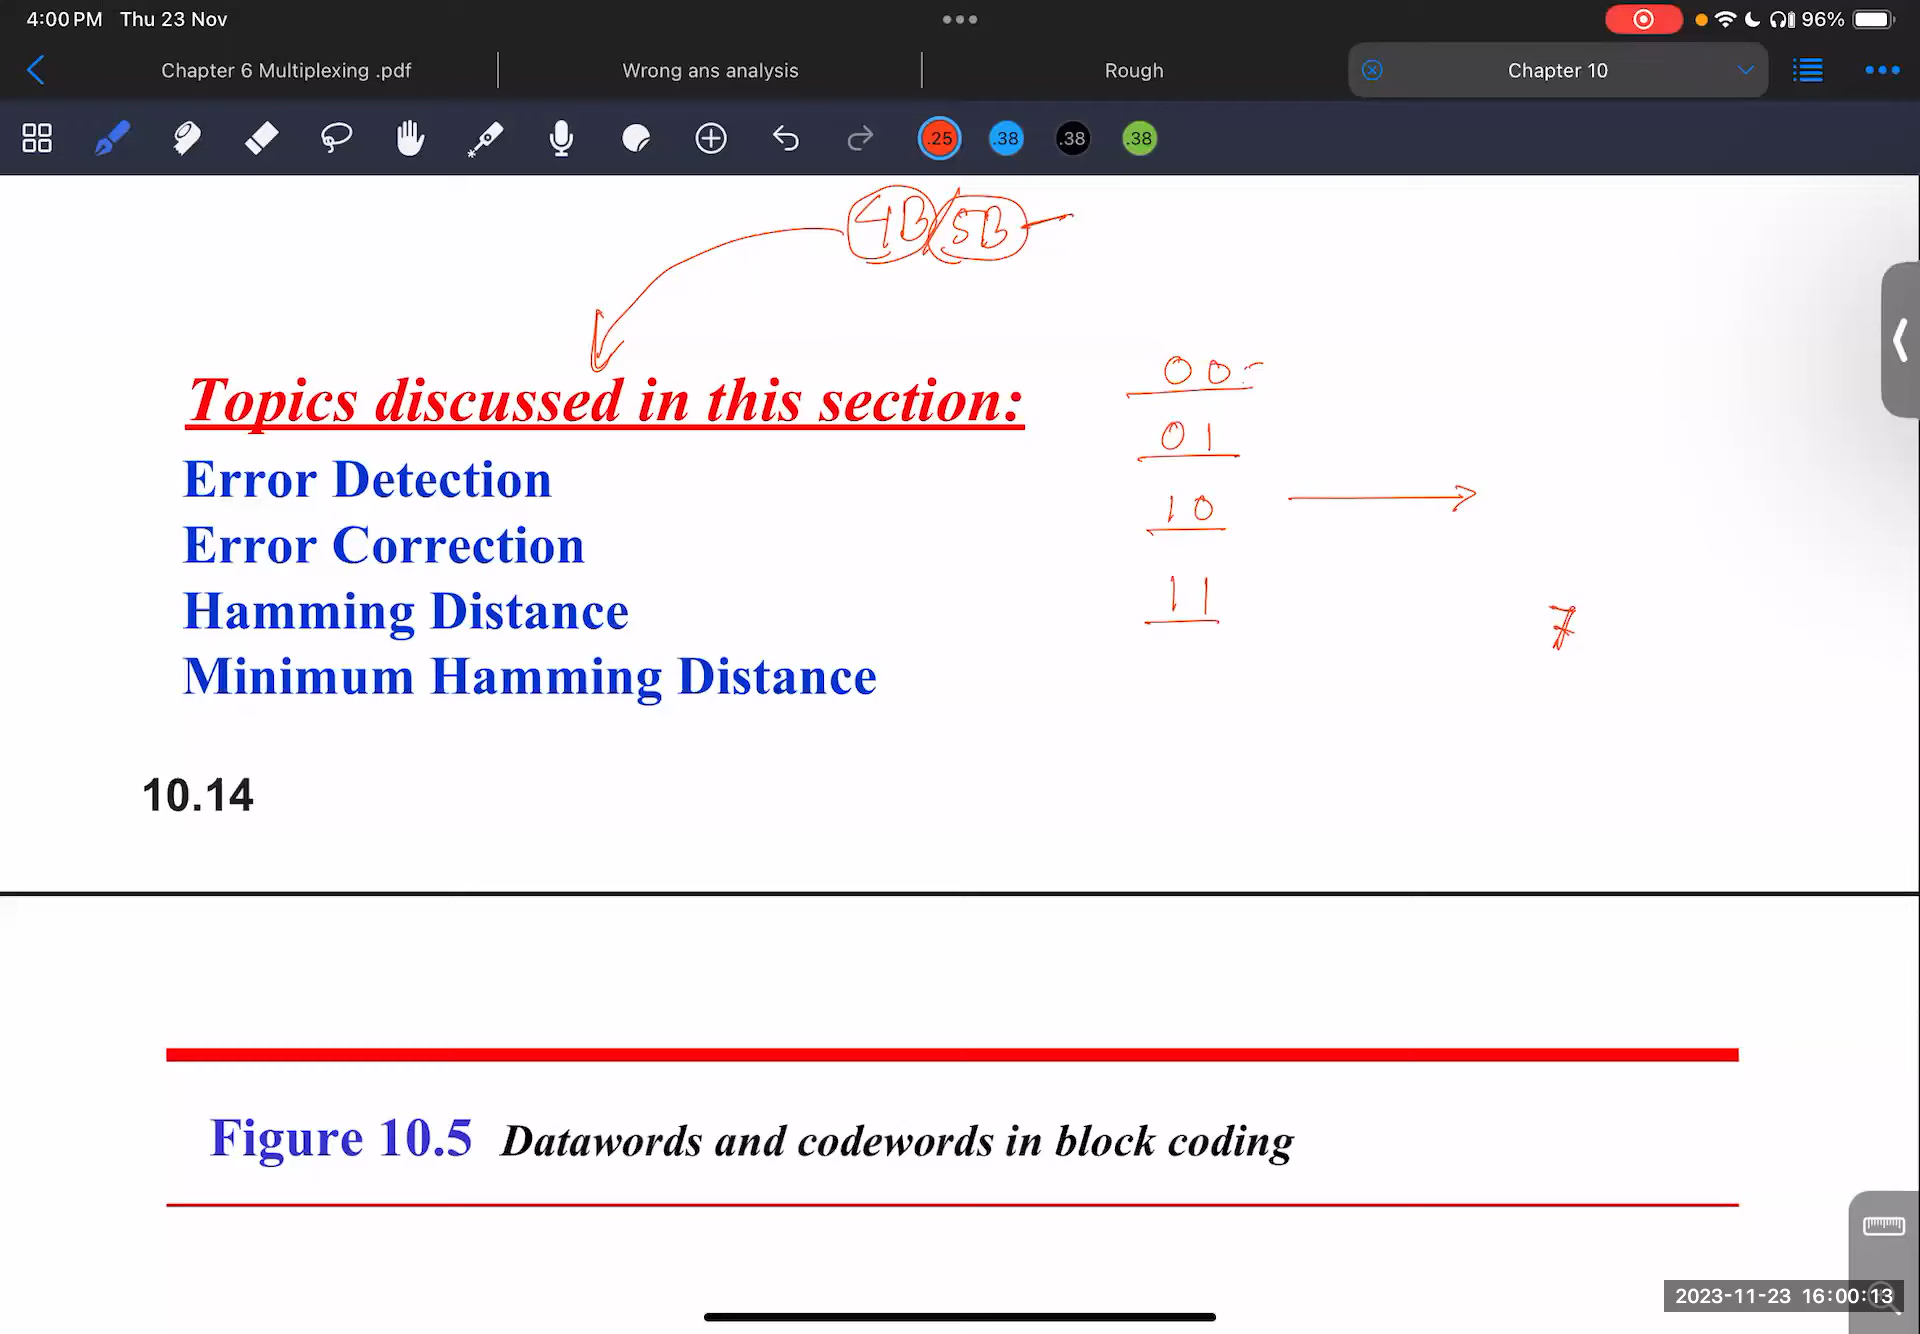 4:00 PM Thu 23 Nov
96%
Chapter 6 Multiplexing .pdf
Wrong ans analysis
Rough
Chapter 10
.25
.38
.38
.38
4B/5B
Topics discussed in this section:
Error Detection
Error Correction
Hamming Distance
Minimum Hamming Distance
00
01
10
11
7
10.14
Figure 10.5 Datawords and codewords in block coding
2023-11-23 16:00:13